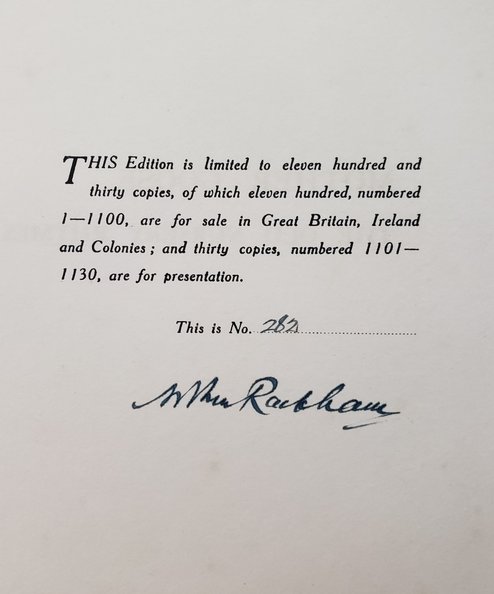 THIS Edition is limited to eleven hundred and
thirty copies, of which eleven hundred, numbered
1—1100, are for sale in Great Britain, Ireland
and Colonies; and thirty copies, numbered 1101—
1130, are for presentation.
This is No. 282
Arthur Rackham